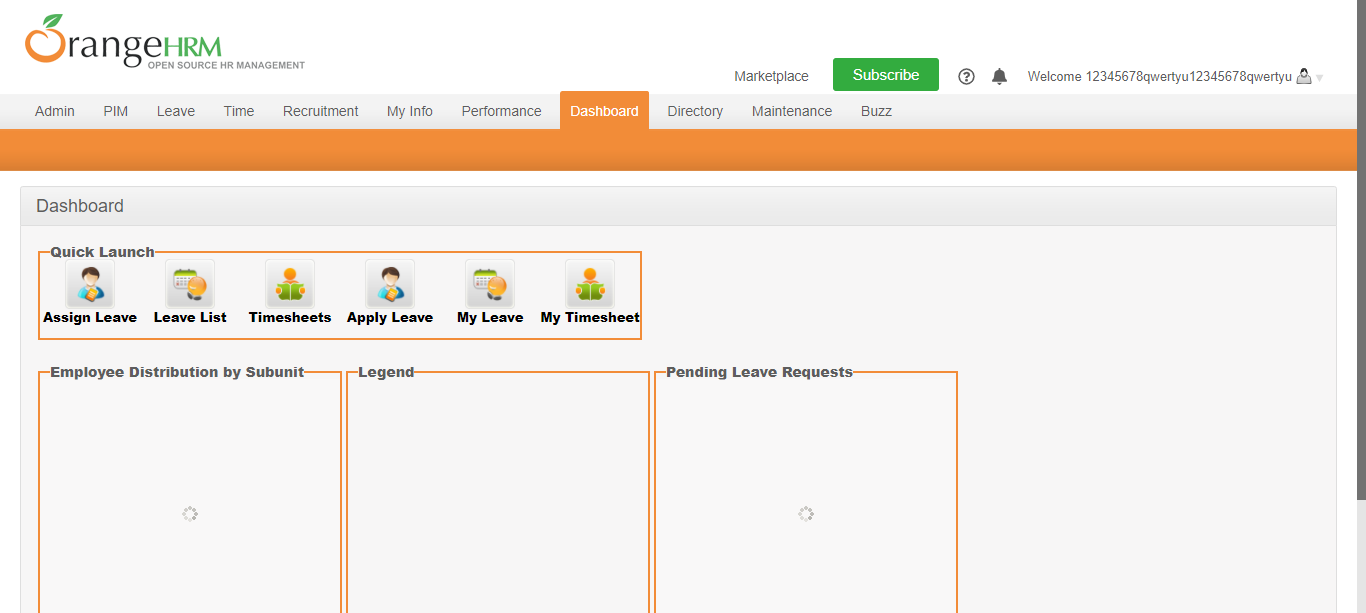 OrangeHRM
OPEN SOURCE HR MANAGEMENT
Marketplace Subscribe ? Welcome 12345678qwertyu12345678qwertyu
Admin PIM Leave Time Recruitment My Info Performance Dashboard Directory Maintenance Buzz
Dashboard
Quick Launch
Assign Leave Leave List Timesheets Apply Leave My Leave My Timesheet
Employee Distribution by Subunit Legend Pending Leave Requests